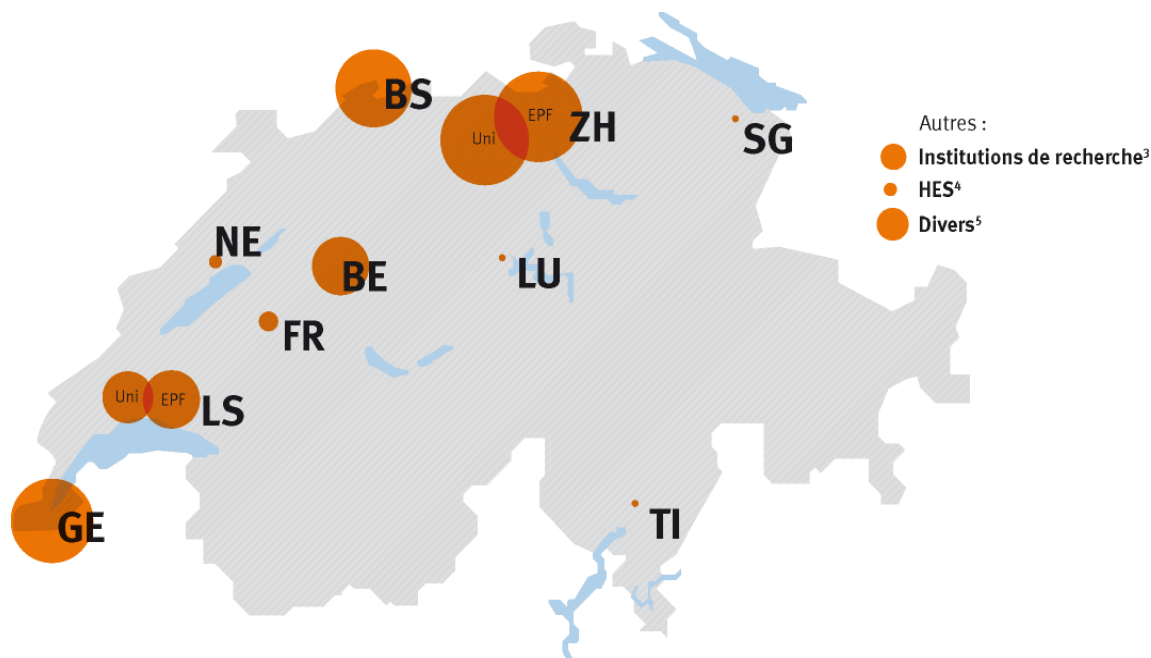 BS
Uni
EPF
ZH
SG
Autres :
Institutions de recherche³
HES⁴
Divers⁵
NE
BE
LU
FR
Uni
EPF
LS
GE
TI